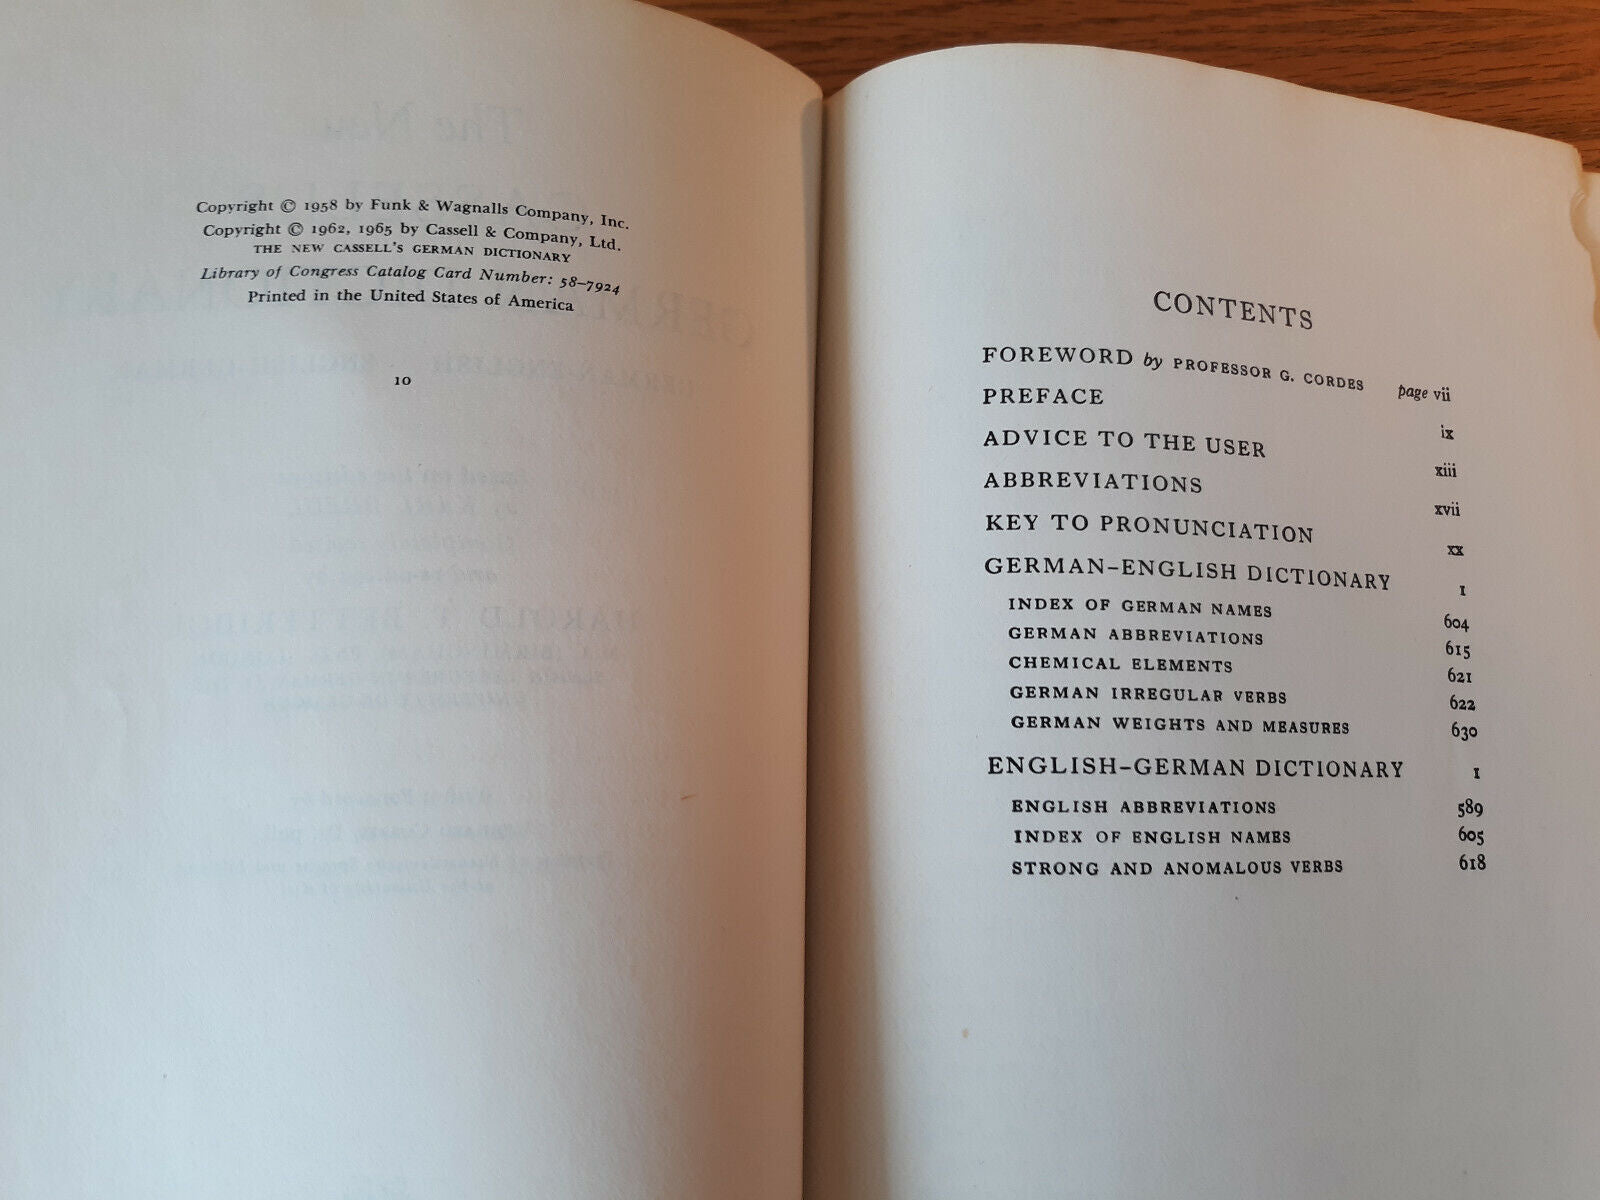 Copyright © 1958 by Funk & Wagnalls Company, Inc.
Copyright © 1962, 1965 by Cassell & Company, Ltd.
THE NEW CASSELL'S GERMAN DICTIONARY
Library of Congress Catalog Card Number: 58–7924
Printed in the United States of America
10
CONTENTS
FOREWORD by PROFESSOR G. CORDES page vii
PREFACE ix
ADVICE TO THE USER xiii
ABBREVIATIONS xvii
KEY TO PRONUNCIATION xx
GERMAN–ENGLISH DICTIONARY 1
INDEX OF GERMAN NAMES 604
GERMAN ABBREVIATIONS 615
CHEMICAL ELEMENTS 621
GERMAN IRREGULAR VERBS 622
GERMAN WEIGHTS AND MEASURES 630
ENGLISH–GERMAN DICTIONARY 1
ENGLISH ABBREVIATIONS 589
INDEX OF ENGLISH NAMES 605
STRONG AND ANOMALOUS VERBS 618